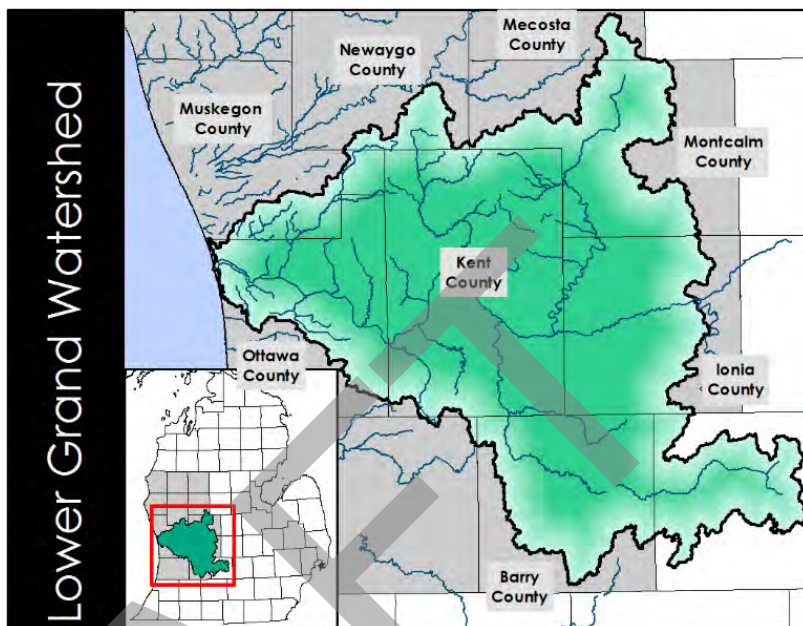 Lower Grand Watershed
Mecosta
County
Newaygo
County
Muskegon
County
Montcalm
County
Kent
County
Ottawa
County
Ionia
County
Barry
County